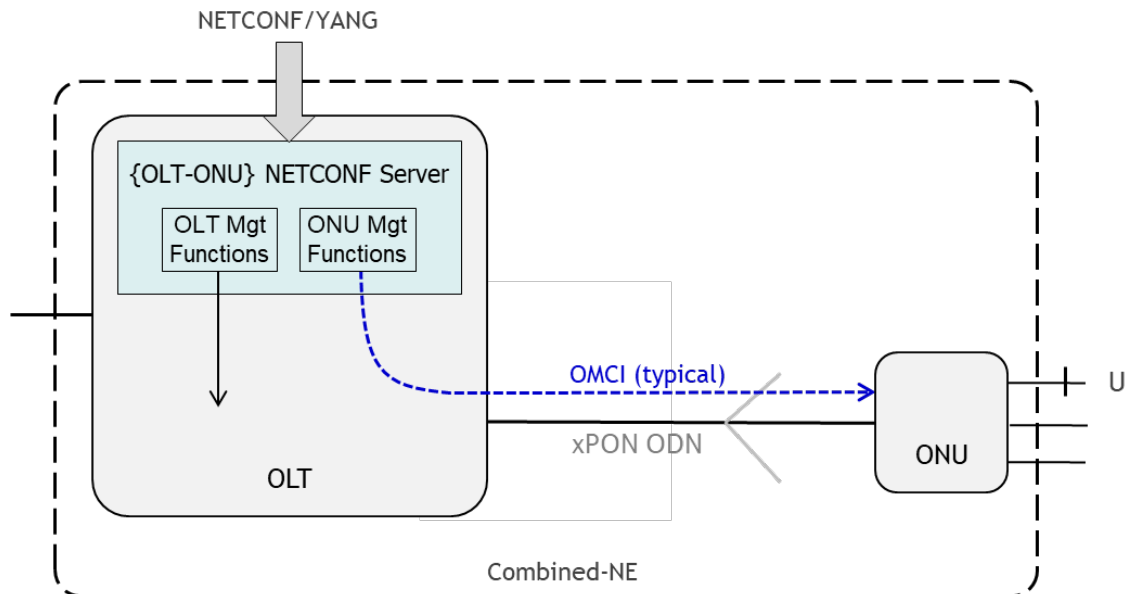 NETCONF/YANG
{OLT-ONU} NETCONF Server
OLT Mgt
Functions
ONU Mgt
Functions
OMCI (typical)
U
xPON ODN
ONU
OLT
Combined-NE